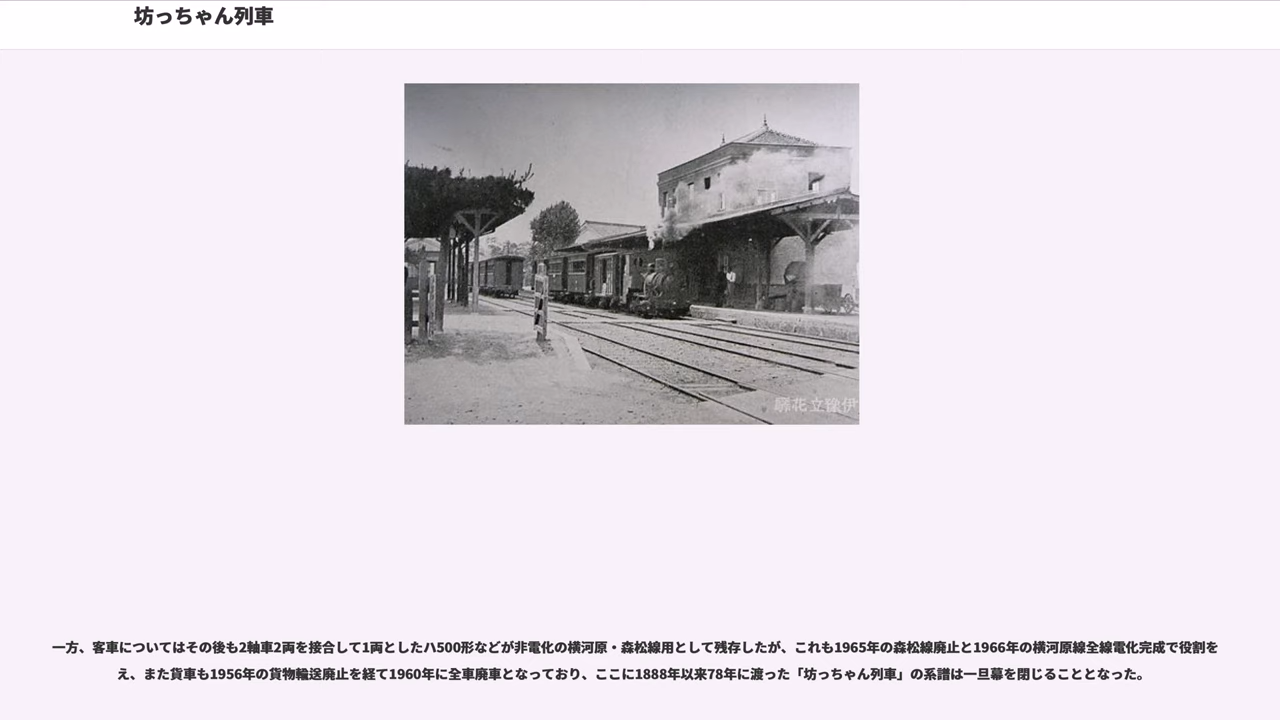 坊っちゃん列車
伊豫立花驛
一方、客車についてはその後も2軸車2両を接合して1両としたハ500形などが非電化の横河原・森松線用として残存したが、これも1965年の森松線廃止と1966年の横河原線全線電化完成で役割を
え、また貨車も1956年の貨物輸送廃止を経て1960年に全車廃車となっており、ここに1888年以来78年に渡った「坊っちゃん列車」の系譜は一旦幕を閉じることとなった。